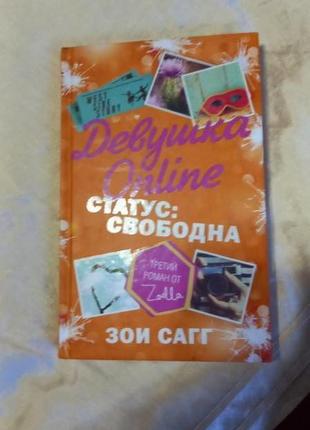 Девушка
Online
СТАТУС:
СВОБОДНА
ТРЕТИЙ
РОМАН ОТ
Zoella
ЗОИ САГГ